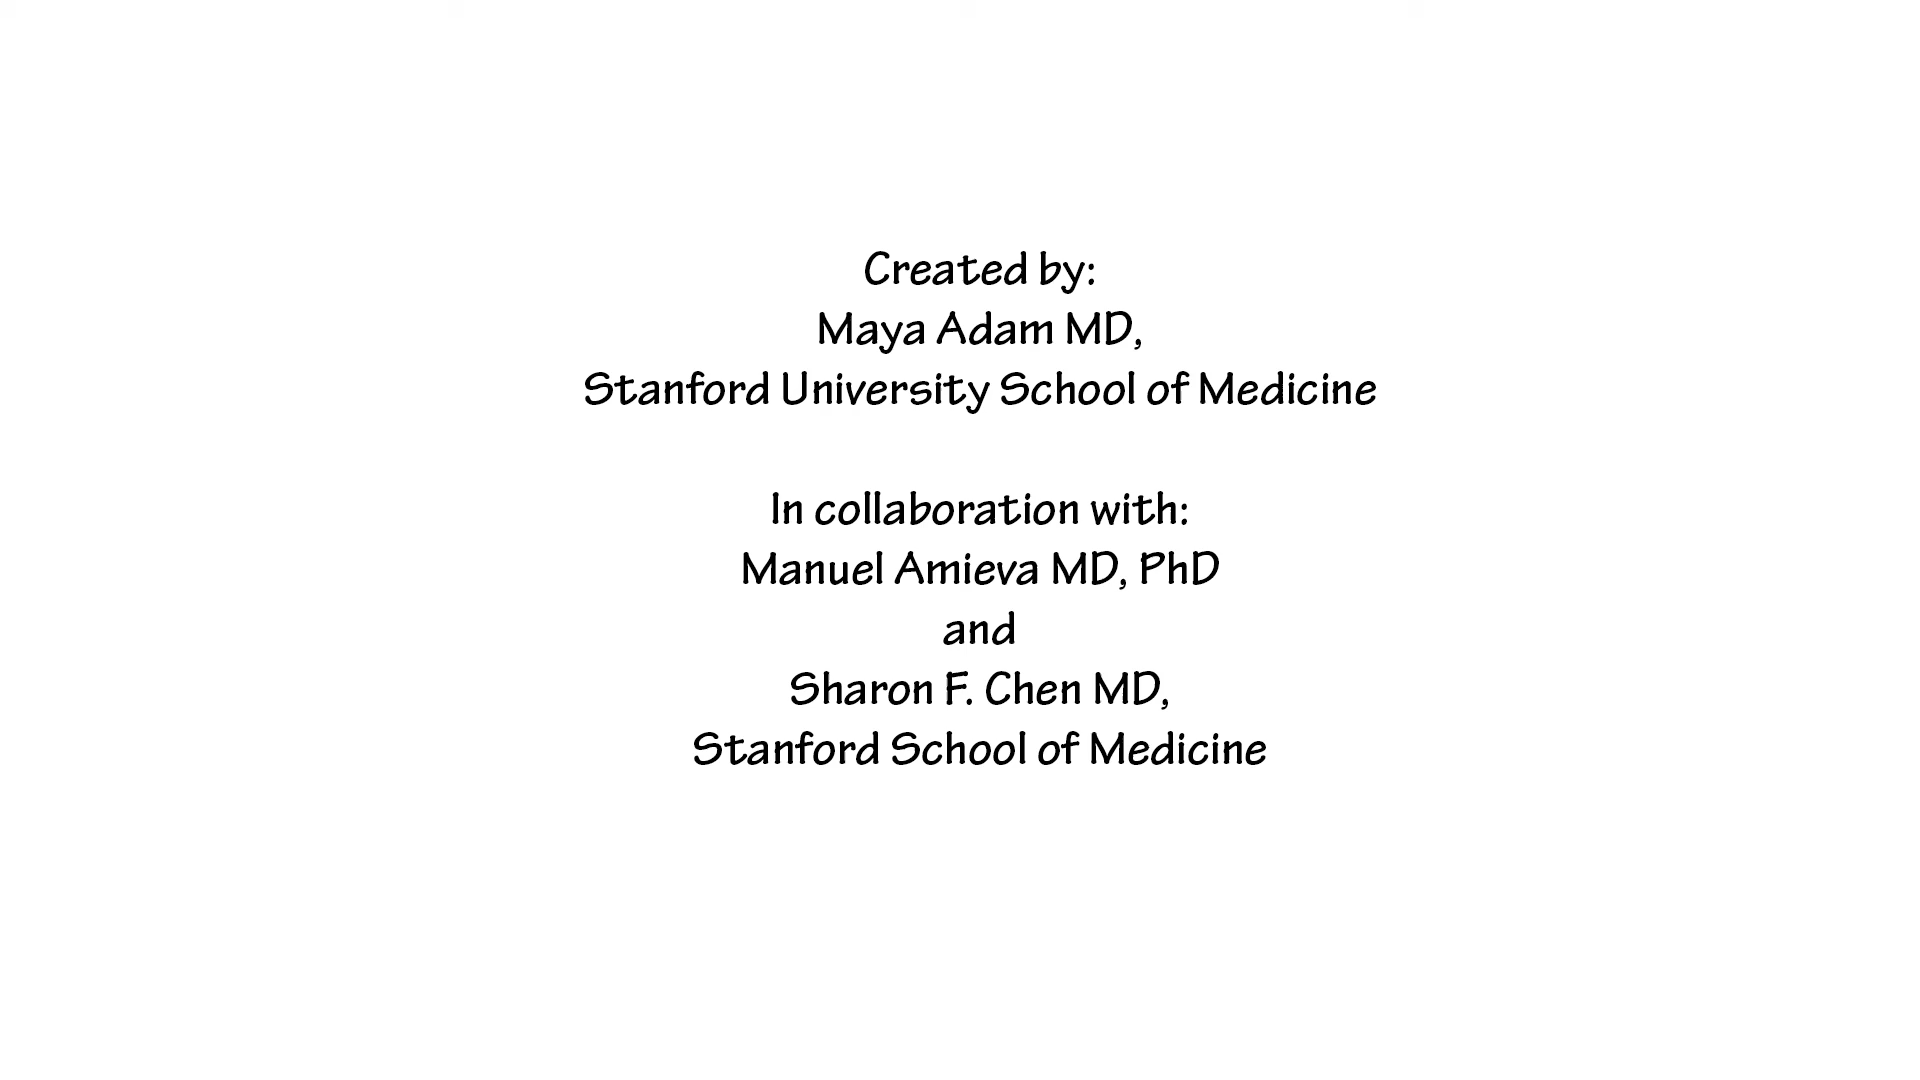 Created by:
Maya Adam MD,
Stanford University School of Medicine
In collaboration with:
Manuel Amieva MD, PhD
and
Sharon F. Chen MD,
Stanford School of Medicine